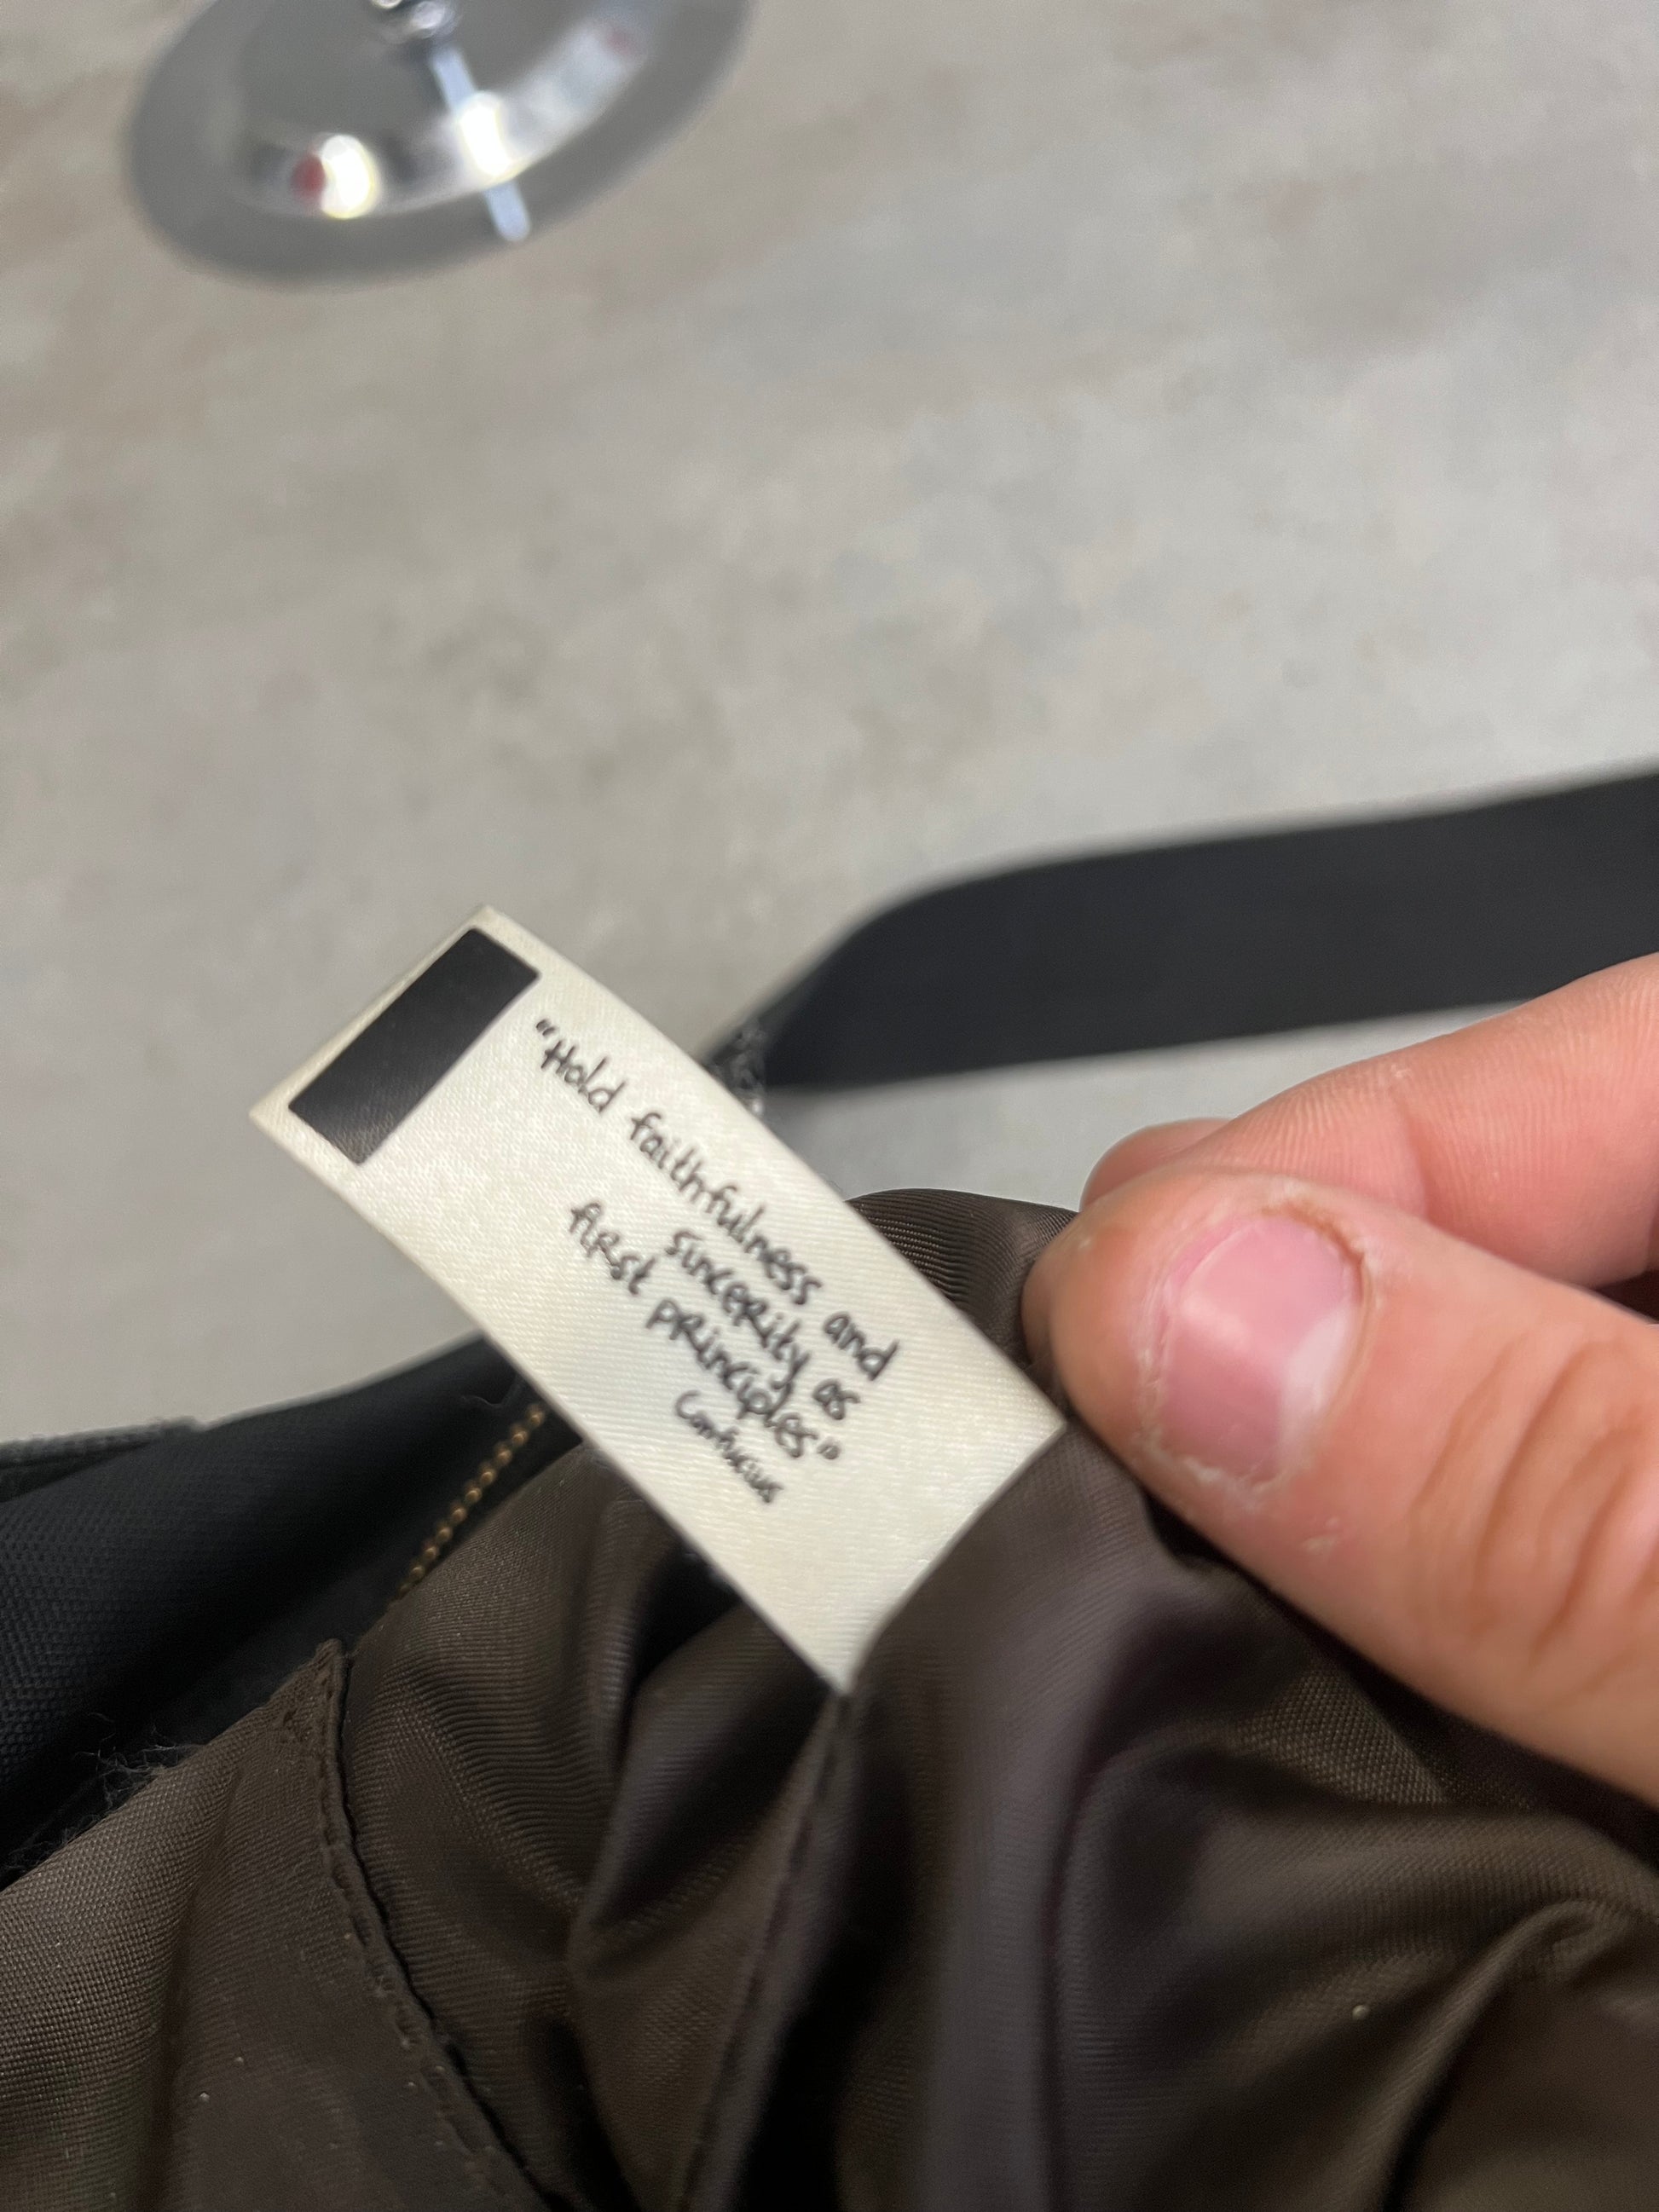 "Hold faithfulness and
sincerity as
first principles"
Confucius